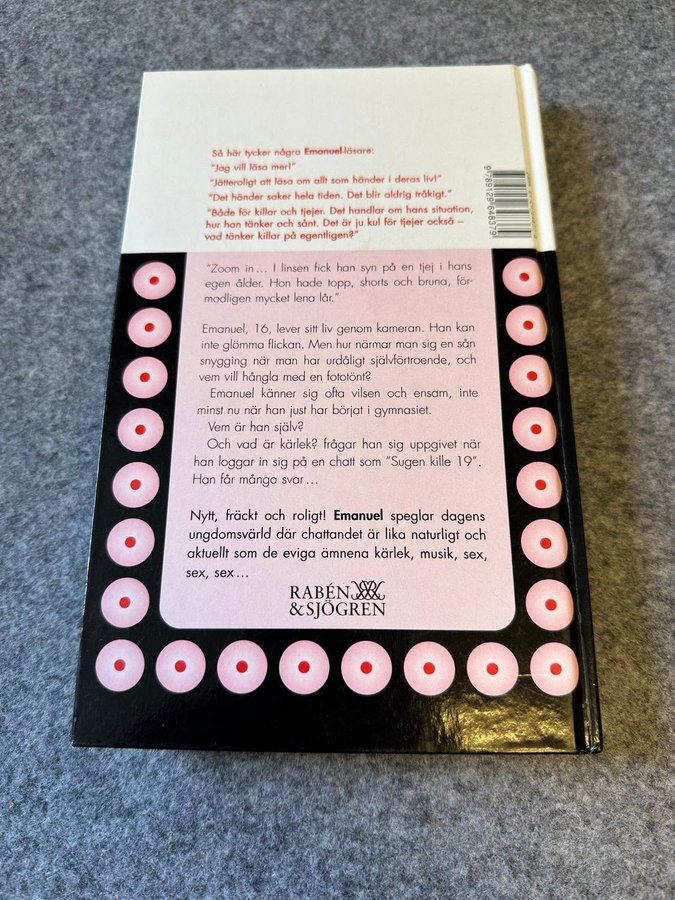 Så här tycker några Emanuel-läsare:
"Jag vill läsa mer!"
"Jätteroligt att läsa om allt som händer i deras liv!"
"Det händer saker hela tiden. Det blir aldrig tråkigt."
"Både för killar och tjejer. Det handlar om hans situation,
hur han tänker och sånt. Det är ju kul för tjejer också –
vad tänker killar på egentligen?"
9789129648379
"Zoom in... I linsen fick han syn på en tjej i hans
egen ålder. Hon hade topp, shorts och bruna, för-
modligen mycket lena lår."
Emanuel, 16, lever sitt liv genom kameran. Han kan
inte glömma flickan. Men hur närmar man sig en sån
snygging när man har urdåligt självförtroende, och
vem vill hångla med en fototönt?
Emanuel känner sig ofta vilsen och ensam, inte
minst nu när han just har börjat i gymnasiet.
Vem är han själv?
Och vad är kärlek? frågar han sig uppgivet när
han loggar in sig på en chatt som "Sugen kille 19".
Han får många svar...
Nytt, fräckt och roligt! Emanuel speglar dagens
ungdomsvärld där chattandet är lika naturligt och
aktuellt som de eviga ämnena kärlek, musik, sex,
sex, sex...
RABÉN
&SJÖGREN